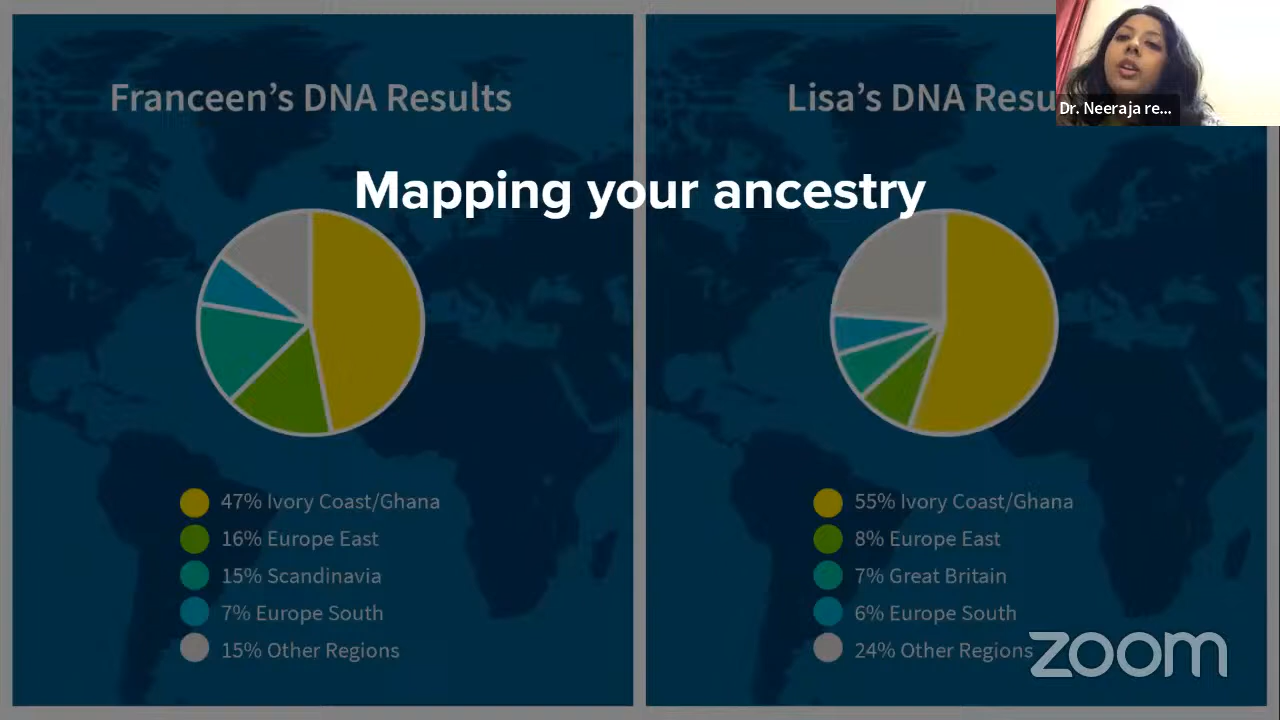 Franceen's DNA Results
Lisa's DNA Resu
Dr. Neeraja re...
Mapping your ancestry
47% Ivory Coast/Ghana
16% Europe East
15% Scandinavia
7% Europe South
15% Other Regions
55% Ivory Coast/Ghana
8% Europe East
7% Great Britain
6% Europe South
24% Other Regions
zoom